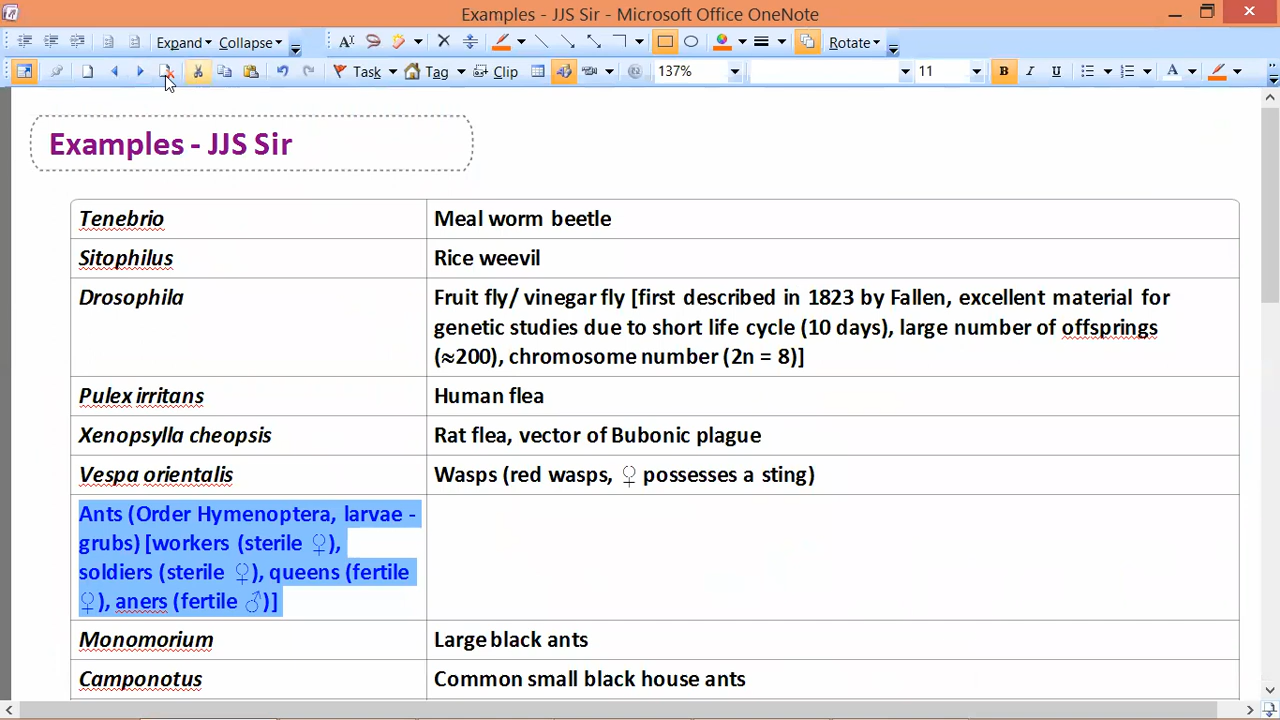 Examples - JJS Sir - Microsoft Office OneNote
Expand Collapse Rotate
Task Tag Clip 137% 11 B I U A
Examples - JJS Sir
Tenebrio Meal worm beetle
Sitophilus Rice weevil
Drosophila Fruit fly/ vinegar fly [first described in 1823 by Fallen, excellent material for
genetic studies due to short life cycle (10 days), large number of offsprings
(≈200), chromosome number (2n = 8)]
Pulex irritans Human flea
Xenopsylla cheopsis Rat flea, vector of Bubonic plague
Vespa orientalis Wasps (red wasps, ♀ possesses a sting)
Ants (Order Hymenoptera, larvae -
grubs) [workers (sterile ♀),
soldiers (sterile ♀), queens (fertile
♀), aners (fertile ♂)]
Monomorium Large black ants
Camponotus Common small black house ants